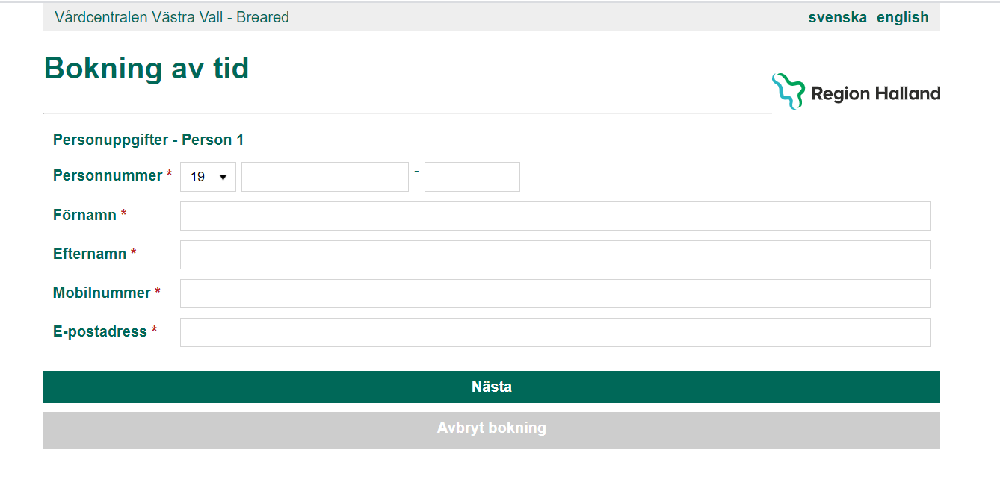 Vårdcentralen Västra Vall - Breared
svenska english
Bokning av tid
Region Halland
Personuppgifter - Person 1
Personnummer * 19 -
Förnamn *
Efternamn *
Mobilnummer *
E-postadress *
Nästa
Avbryt bokning